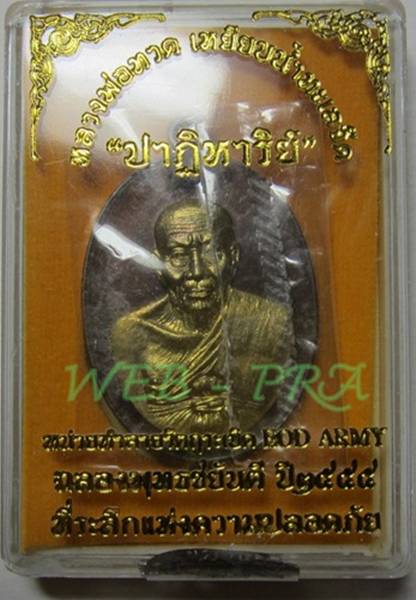 หลวงพ่อทวด เหยียบน้ำทะเลจืด
"ปาฏิหาริย์"
WEB - PRA
หน่วยทำลายวัตถุระเบิด EOD ARMY
ฉลองพุทธชยันตี ปี๒๕๕๕
ที่ระลึกแห่งความปลอดภัย